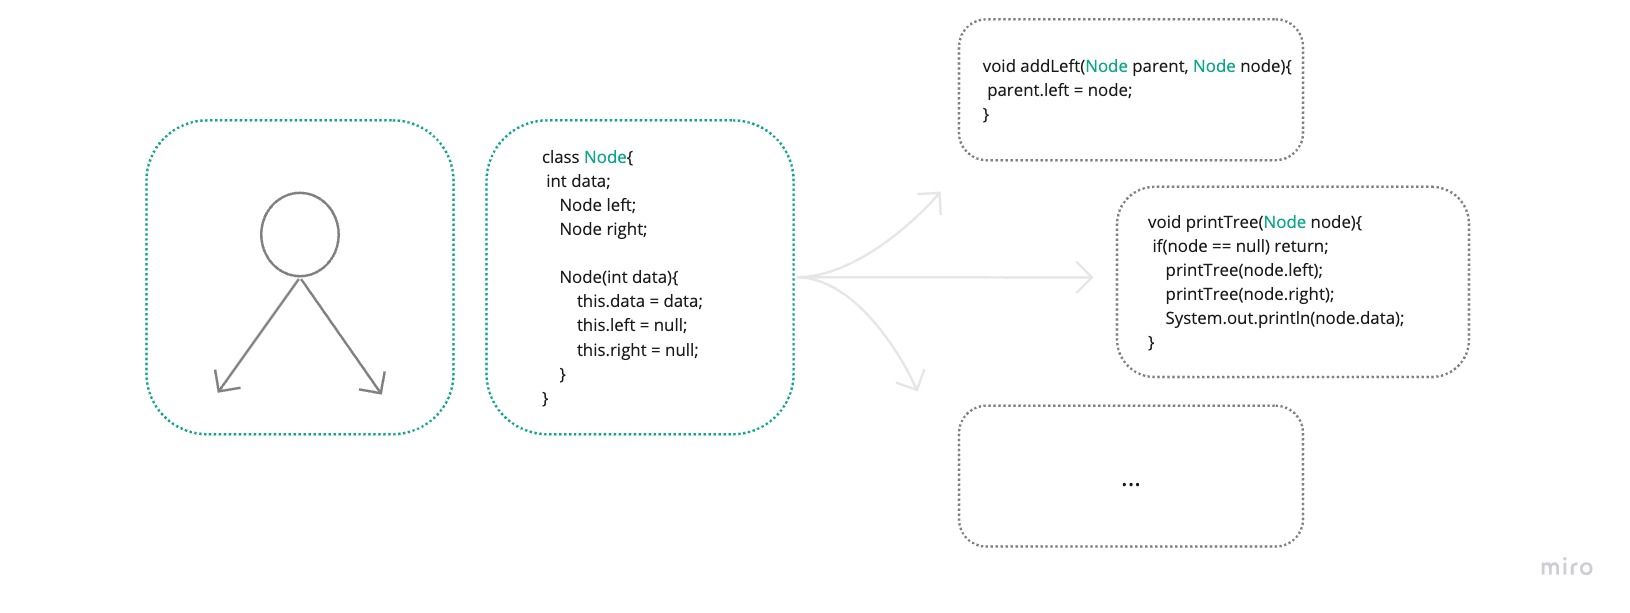 class Node{
int data;
Node left;
Node right;
Node(int data){
this.data = data;
this.left = null;
this.right = null;
}
}
void addLeft(Node parent, Node node){
parent.left = node;
}
void printTree(Node node){
if(node == null) return;
printTree(node.left);
printTree(node.right);
System.out.println(node.data);
}
...
miro